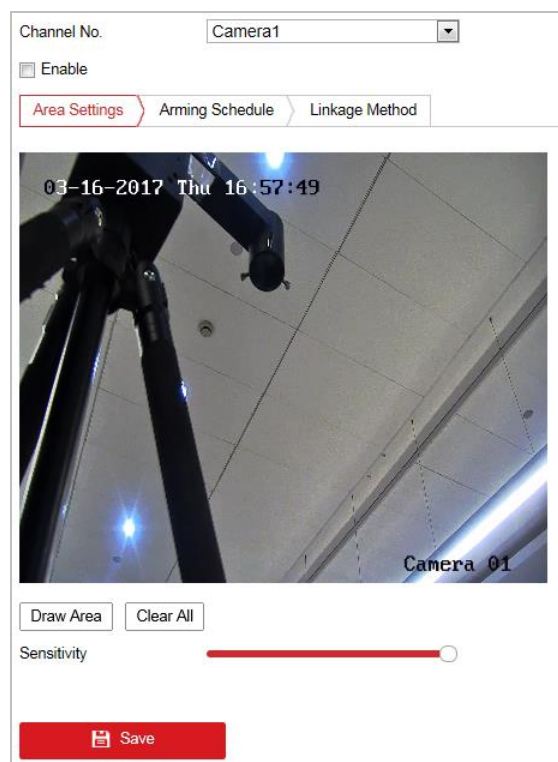 Channel No. Camera1
Enable
Area Settings Arming Schedule Linkage Method
03-16-2017 Thu 16:57:49
Camera 01
Draw Area Clear All
Sensitivity
Save